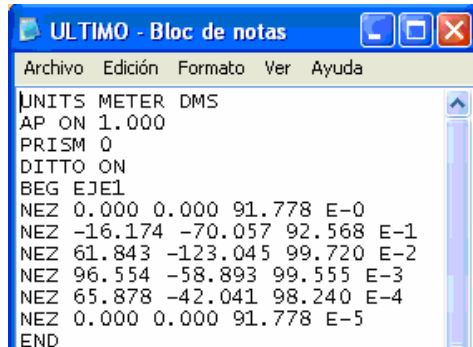 ULTIMO - Bloc de notas
Archivo Edición Formato Ver Ayuda
UNITS METER DMS
AP ON 1.000
PRISM 0
DITTO ON
BEG EJE1
NEZ 0.000 0.000 91.778 E-0
NEZ -16.174 -70.057 92.568 E-1
NEZ 61.843 -123.045 99.720 E-2
NEZ 96.554 -58.893 99.555 E-3
NEZ 65.878 -42.041 98.240 E-4
NEZ 0.000 0.000 91.778 E-5
END